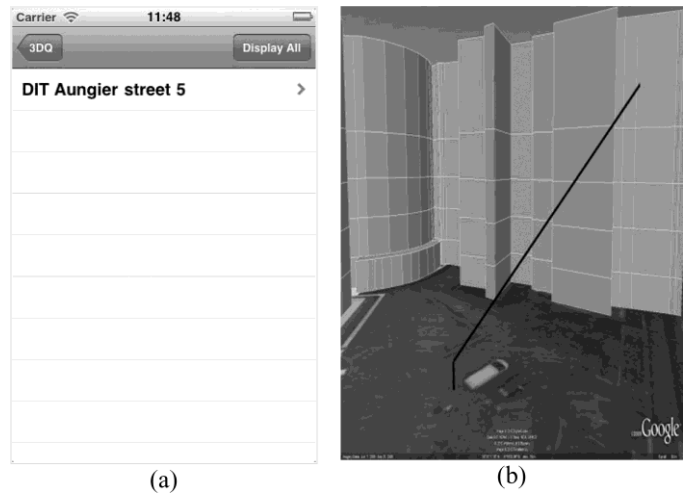 Carrier 11:48
3DQ Display All
DIT Aungier street 5
Google
(a) (b)